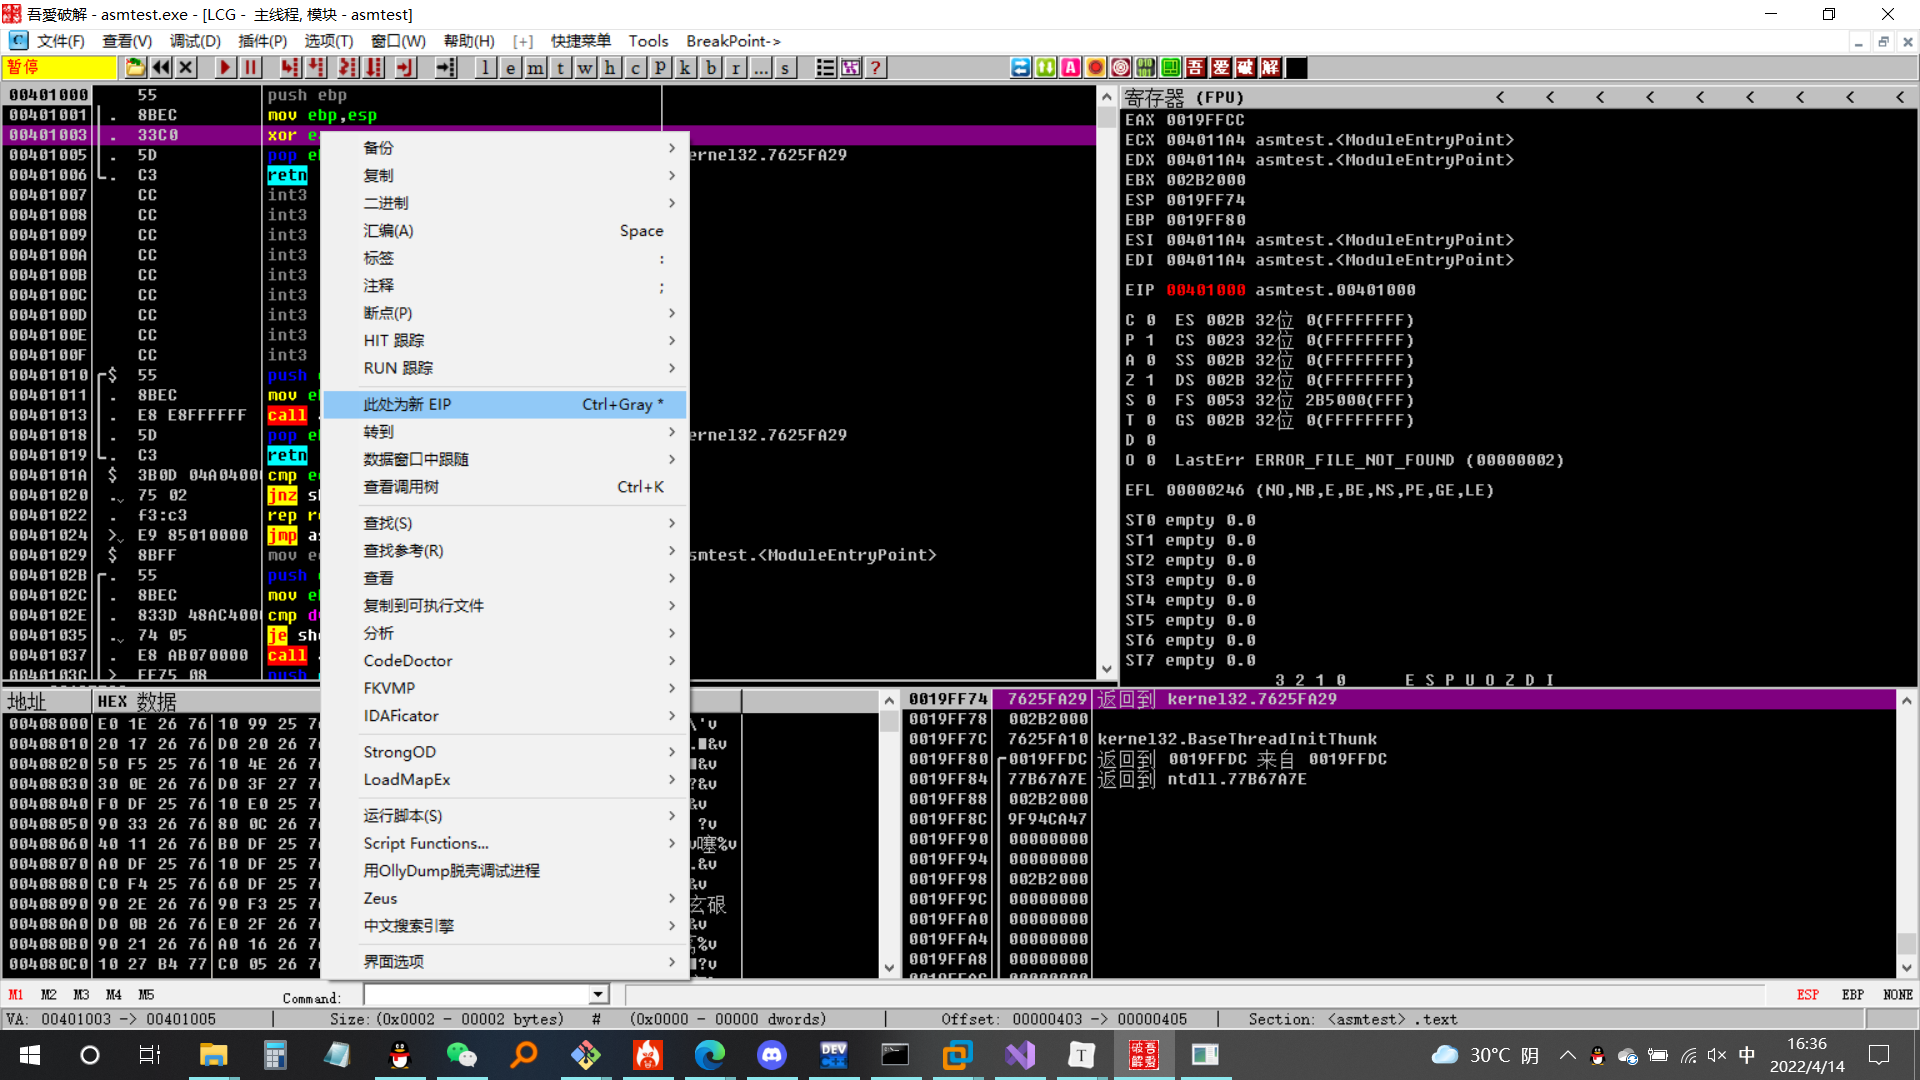 吾愛破解 - asmtest.exe - [LCG - 主线程, 模块 - asmtest]
文件(F) 查看(V) 调试(D) 插件(P) 选项(T) 窗口(W) 帮助(H) [+] 快捷菜单 Tools BreakPoint->
暂停 l e m t w h c p k b r ... s ?
00401000 55 push ebp
00401001 . 8BEC mov ebp,esp
00401003 . 33C0 xor e
00401005 . 5D pop e ernel32.7625FA29
00401006 . C3 retn
00401007 CC int3
00401008 CC int3
00401009 CC int3
0040100A CC int3
0040100B CC int3
0040100C CC int3
0040100D CC int3
0040100E CC int3
0040100F CC int3
00401010 $ 55 push
00401011 . 8BEC mov e
00401013 . E8 E8FFFFFF call
00401018 . 5D pop e ernel32.7625FA29
00401019 . C3 retn
0040101A $ 3B0D 04A0400 cmp e
00401020 . 75 02 jnz s
00401022 . f3:c3 rep r
00401024 > E9 85010000 jmp a
00401029 $ 8BFF mov e smtest.<ModuleEntryPoint>
0040102B . 55 push
0040102C . 8BEC mov e
0040102E . 833D 48AC400 cmp d
00401035 . 74 05 je sh
00401037 . E8 AB070000 call
0040103C > FF75 08 push
备份
复制
二进制
汇编(A) Space
标签 :
注释 ;
断点(P)
HIT 跟踪
RUN 跟踪
此处为新 EIP Ctrl+Gray *
转到
数据窗口中跟随
查看调用树 Ctrl+K
查找(S)
查找参考(R)
查看
复制到可执行文件
分析
CodeDoctor
FKVMP
IDAFicator
StrongOD
LoadMapEx
运行脚本(S)
Script Functions...
用OllyDump脱壳调试进程
Zeus
中文搜索引擎
界面选项
寄存器 (FPU) < < < < < < < < <
EAX 0019FFCC
ECX 004011A4 asmtest.<ModuleEntryPoint>
EDX 004011A4 asmtest.<ModuleEntryPoint>
EBX 002B2000
ESP 0019FF74
EBP 0019FF80
ESI 004011A4 asmtest.<ModuleEntryPoint>
EDI 004011A4 asmtest.<ModuleEntryPoint>
EIP 00401000 asmtest.00401000
C 0 ES 002B 32位 0(FFFFFFFF)
P 1 CS 0023 32位 0(FFFFFFFF)
A 0 SS 002B 32位 0(FFFFFFFF)
Z 1 DS 002B 32位 0(FFFFFFFF)
S 0 FS 0053 32位 2B5000(FFF)
T 0 GS 002B 32位 0(FFFFFFFF)
D 0
O 0 LastErr ERROR_FILE_NOT_FOUND (00000002)
EFL 00000246 (NO,NB,E,BE,NS,PE,GE,LE)
ST0 empty 0.0
ST1 empty 0.0
ST2 empty 0.0
ST3 empty 0.0
ST4 empty 0.0
ST5 empty 0.0
ST6 empty 0.0
ST7 empty 0.0
3 2 1 0 E S P U O Z D I
地址 HEX 数据
00408000 E0 1E 26 76 10 99 25 7
00408010 20 17 26 76 D0 20 26 7
00408020 50 F5 25 76 10 4E 26 7
00408030 30 0E 26 76 D0 3F 27 7
00408040 F0 DF 25 76 10 E0 25 7
00408050 90 33 26 76 80 0C 26 7
00408060 40 11 26 76 B0 DF 25 7
00408070 A0 DF 25 76 10 DF 25 7
00408080 C0 F4 25 76 60 DF 25 7
00408090 90 2E 26 76 90 F3 25 7
004080A0 D0 0B 26 76 E0 2F 26 7
004080B0 90 21 26 76 A0 16 26 7
004080C0 10 27 B4 77 C0 05 26 7
0019FF74 7625FA29 返回到 kernel32.7625FA29
0019FF78 002B2000
0019FF7C 7625FA10 kernel32.BaseThreadInitThunk
0019FF80 0019FFDC 返回到 0019FFDC 来自 0019FFDC
0019FF84 77B67A7E 返回到 ntdll.77B67A7E
0019FF88 002B2000
0019FF8C 9F94CA47
0019FF90 00000000
0019FF94 00000000
0019FF98 002B2000
0019FF9C 00000000
0019FFA0 00000000
0019FFA4 00000000
0019FFA8 00000000
M1 M2 M3 M4 M5 Command: ESP EBP NONE
VA: 00401003 -> 00401005 Size:(0x0002 - 00002 bytes) # (0x0000 - 00000 dwords) Offset: 00000403 -> 00000405 Section: <asmtest> .text
DEV
T
30°C 阴 中 16:36
2022/4/14